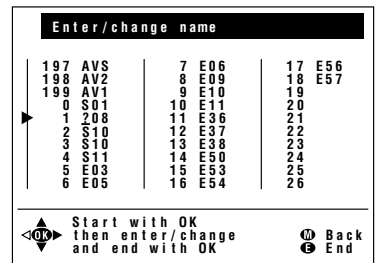 Enter/change name
197 AVS 7 E06 17 E56
198 AV2 8 E09 18 E57
199 AV1 9 E10 19
0 S01 10 E11 20
1 ?08 11 E36 21
2 S10 12 E37 22
3 S10 13 E38 23
4 S11 14 E50 24
5 E03 15 E53 25
6 E05 16 E54 26
Start with OK
OK then enter/change M Back
and end with OK E End